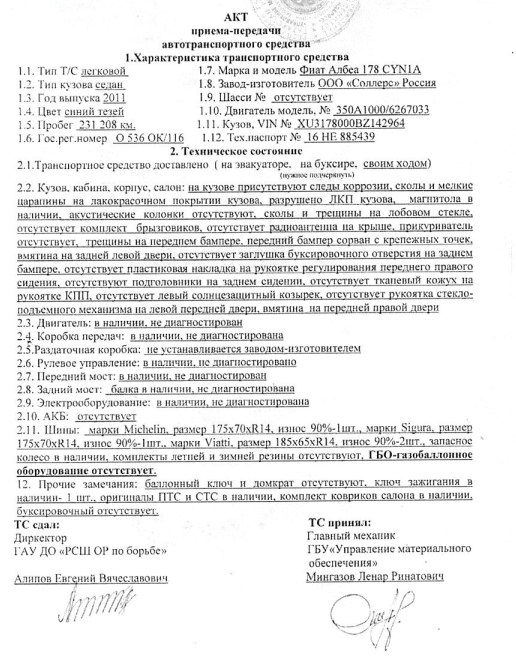 АКТ
приема-передачи
автотранспортного средства
1.Характеристика транспортного средства
1.1. Тип Т/С легковой
1.2. Тип кузова седан
1.3. Год выпуска 2011
1.4. Цвет синий тезей
1.5. Пробег 231 208 км.
1.6. Гос.рег.номер О 536 ОК/116
1.7. Марка и модель Фиат Албеа 178 CYN1A
1.8. Завод-изготовитель ООО «Соллерс» Россия
1.9. Шасси № отсутствует
1.10. Двигатель модель, № 350A1000/6267033
1.11. Кузов, VIN № XU3178000BZ142964
1.12. Тех.паспорт № 16 НЕ 885439
2. Техническое состояние
2.1.Транспортное средство доставлено ( на эвакуаторе, на буксире, своим ходом)
(нужное подчеркнуть)
2.2. Кузов, кабина, корпус, салон: на кузове присутствуют следы коррозии, сколы и мелкие
царапины на лакокрасочном покрытии кузова, разрушено ЛКП кузова, магнитола в
наличии, акустические колонки отсутствуют, сколы и трещины на лобовом стекле,
отсутствует комплект брызговиков, отсутствует радиоантенна на крыше, прикуриватель
отсутствует, трещины на переднем бампере, передний бампер сорван с крепежных точек,
вмятина на задней левой двери, отсутствует заглушка буксировочного отверстия на заднем
бампере, отсутствует пластиковая накладка на рукоятке регулирования переднего правого
сидения, отсутствуют подголовники на заднем сидении, отсутствует тканевый кожух на
рукоятке КПП, отсутствует левый солнцезащитный козырек, отсутствует рукоятка стекло-
подъемного механизма на левой передней двери, вмятина на передней правой двери
2.3. Двигатель: в наличии, не диагностирован
2.4. Коробка передач: в наличии, не диагностирована
2.5.Раздаточная коробка: не устанавливается заводом-изготовителем
2.6. Рулевое управление: в наличии, не диагностировано
2.7. Передний мост: в наличии, не диагностирован
2.8. Задний мост: балка в наличии, не диагностирована
2.9. Электрооборудование: в наличии, не диагностирована
2.10. АКБ: отсутствует
2.11. Шины: марки Michelin, размер 175x70xR14, износ 90%-1шт., марки Sigura, размер
175x70xR14, износ 90%-1шт., марки Viatti, размер 185x65xR14, износ 90%-2шт., запасное
колесо в наличии, комплекты летней и зимней резины отсутствуют, ГБО-газобаллонное
оборудование отсутствует.
12. Прочие замечания: баллонный ключ и домкрат отсутствуют, ключ зажигания в
наличии- 1 шт., оригиналы ПТС и СТС в наличии, комплект ковриков салона в наличии,
буксировочный отсутствует.
ТС сдал:
Директор
ГАУ ДО «РСШ ОР по борьбе»
Алипов Евгений Вячеславович
ТС принял:
Главный механик
ГБУ«Управление материального
обеспечения»
Мингазов Ленар Ринатович